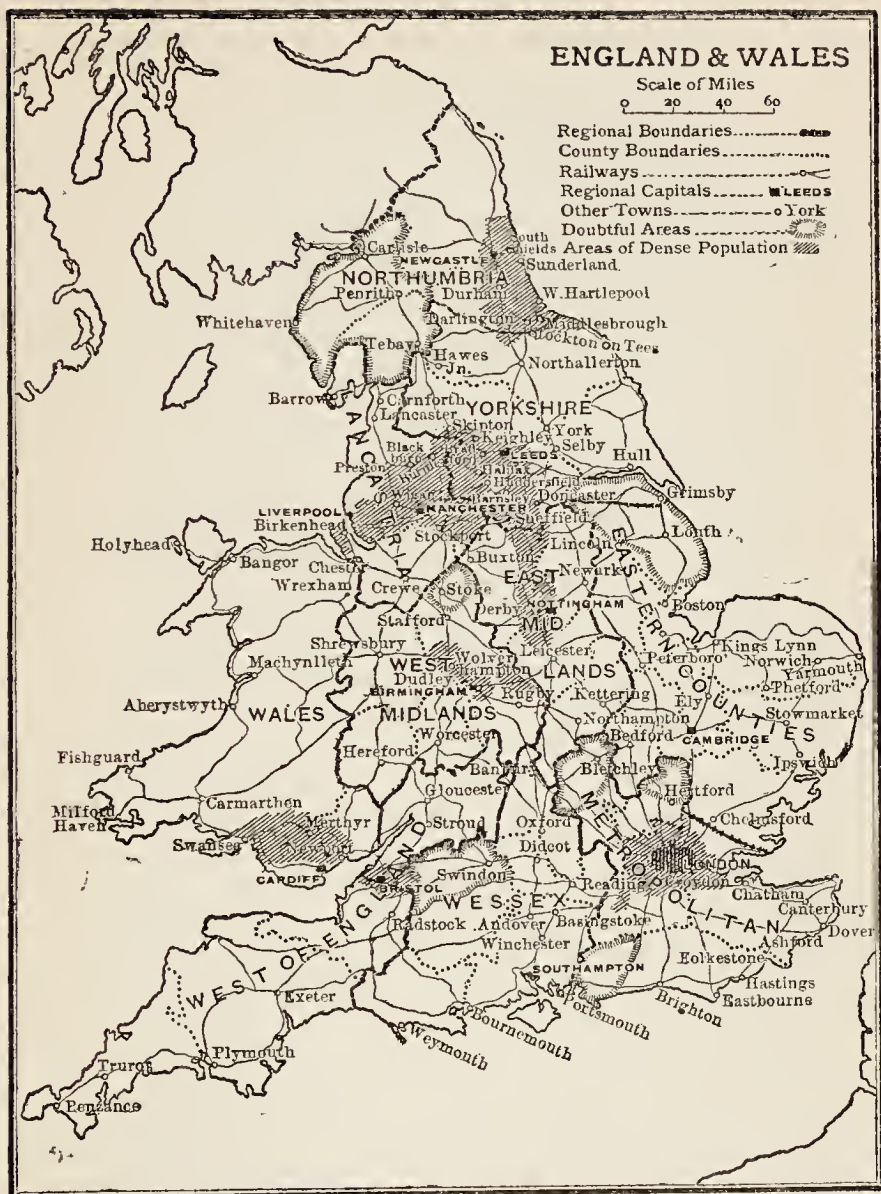 ENGLAND & WALES
Scale of Miles
0 20 40 60
Regional Boundaries
County Boundaries
Railways
Regional Capitals LEEDS
Other Towns York
Doubtful Areas
Areas of Dense Population
Carlisle
South Shields
NEWCASTLE
Sunderland
NORTHUMBRIA
Penrith
Durham
W. Hartlepool
Whitehaven
Darlington
Middlesbrough
Stockton on Tees
Tebay
Hawes Jn.
Northallerton
Barrow
Carnforth
Lancaster
YORKSHIRE
Skipton
York
Keighley
Selby
LANCASTRIA
Blackburn
Burnley
LEEDS
Hull
Preston
Halifax
Huddersfield
Wigan
Barnsley
Doncaster
Grimsby
LIVERPOOL
MANCHESTER
Birkenhead
Sheffield
Stockport
Lincoln
Louth
Holyhead
Bangor
Buxton
Chester
Wrexham
Crewe
Stoke
EAST MIDLANDS
Newark
EASTERN COUNTIES
Derby
NOTTINGHAM
Boston
Stafford
Shrewsbury
Leicester
Kings Lynn
Norwich
Yarmouth
Peterboro'
Machynlleth
WEST MIDLANDS
Wolverhampton
Dudley
BIRMINGHAM
Rugby
Kettering
Ely
Thetford
Aberystwyth
WALES
Northampton
Stowmarket
Worcester
Bedford
CAMBRIDGE
Hereford
Fishguard
Banbury
Bletchley
Ipswich
Gloucester
Hertford
Milford Haven
Carmarthen
Merthyr
Stroud
Oxford
METROPOLITAN
Chelmsford
Swansea
Newport
Didcot
CARDIFF
BRISTOL
Swindon
LONDON
Reading
Croydon
Chatham
WESSEX
Canterbury
Radstock
Andover
Basingstoke
Dover
Winchester
Ashford
WEST OF ENGLAND
SOUTHAMPTON
Folkestone
Exeter
Hastings
Eastbourne
Portsmouth
Brighton
Bournemouth
Weymouth
Plymouth
Truro
Penzance